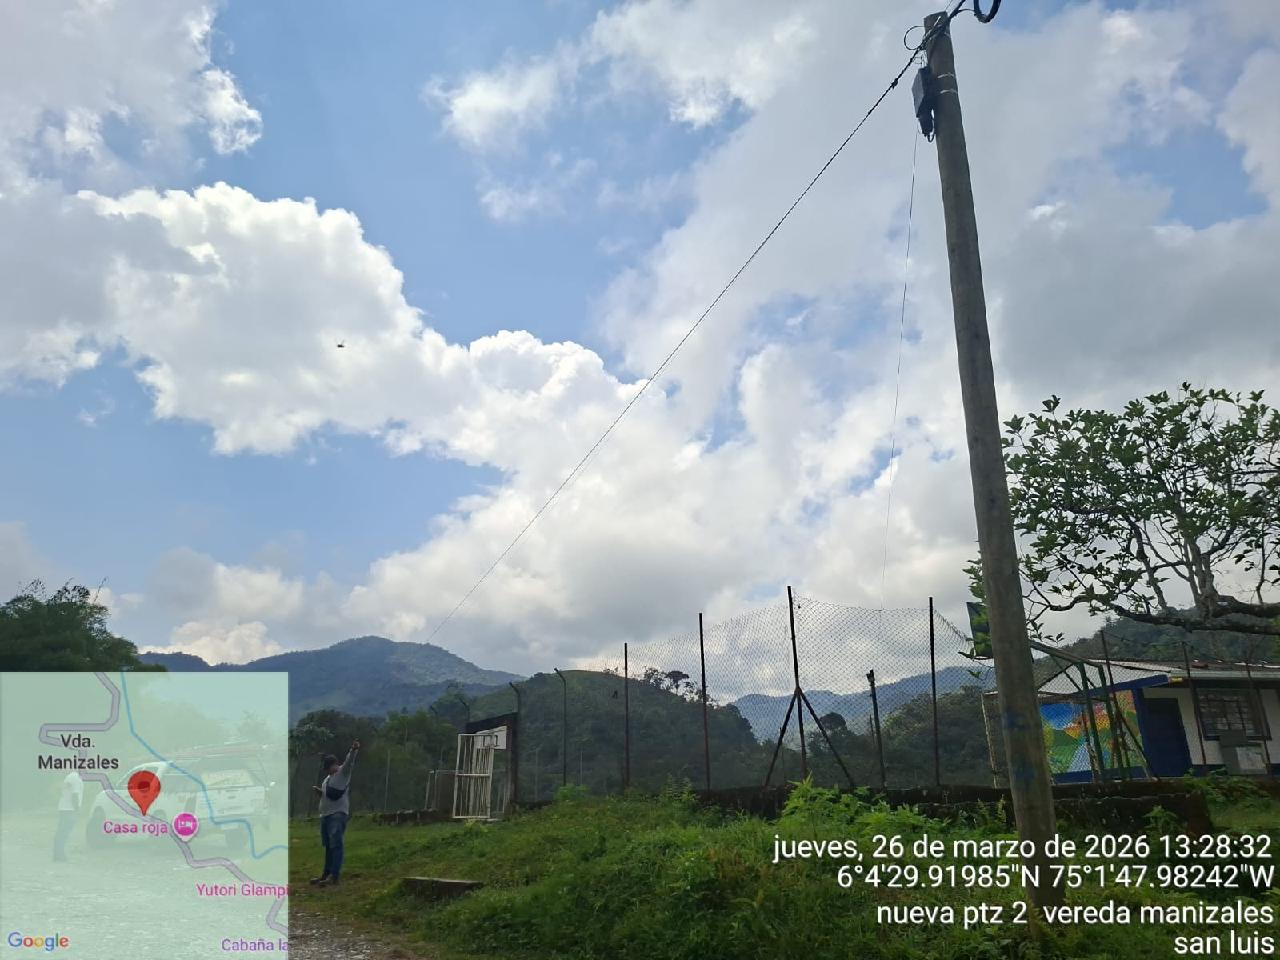 Vda.
Manizales
Casa roja
Yutori Glampi
Cabaña la
Google
jueves, 26 de marzo de 2026 13:28:32
6°4'29.91985"N 75°1'47.98242"W
nueva ptz 2 vereda manizales
san luis